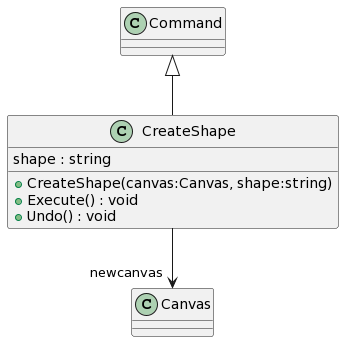 C Command
C CreateShape
shape : string
CreateShape(canvas:Canvas, shape:string)
Execute() : void
Undo() : void
newcanvas
C Canvas